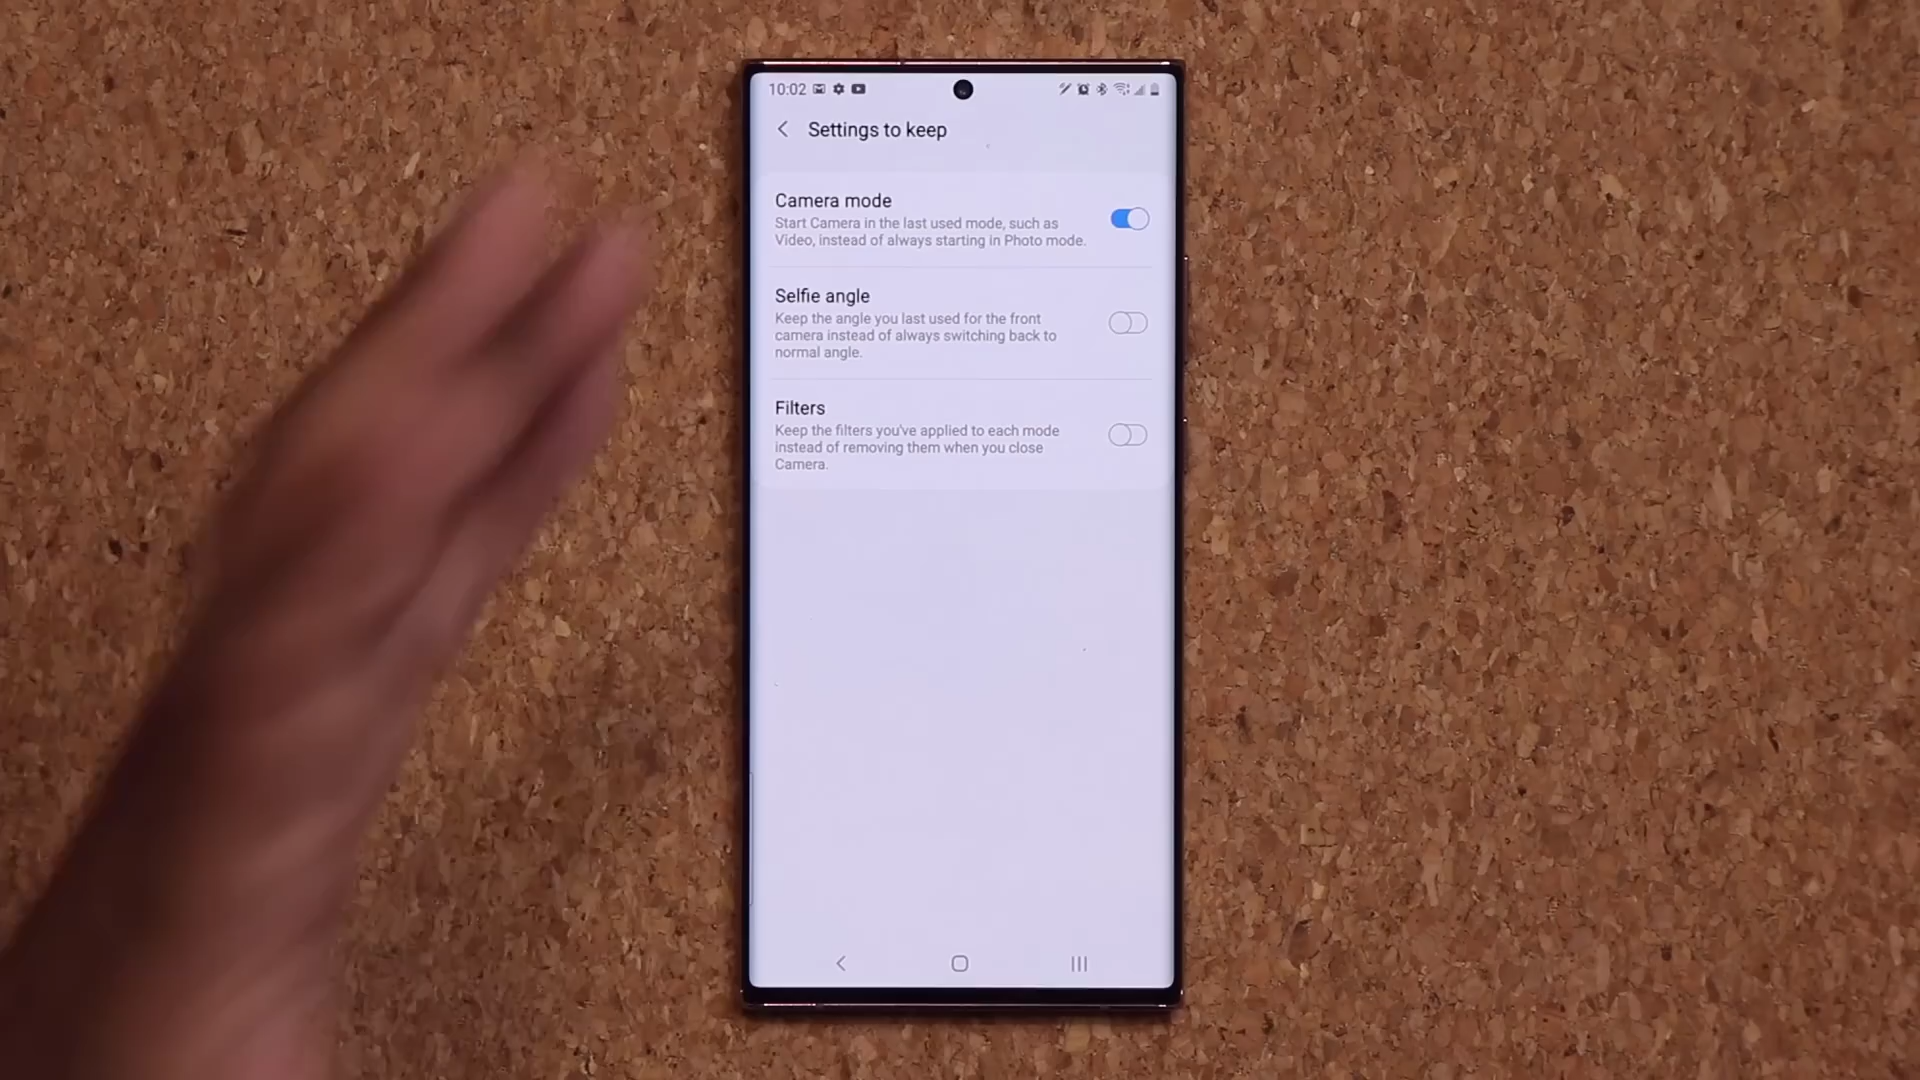 10:02
Settings to keep
Camera mode
Start Camera in the last used mode, such as
Video, instead of always starting in Photo mode.
Selfie angle
Keep the angle you last used for the front
camera instead of always switching back to
normal angle.
Filters
Keep the filters you've applied to each mode
instead of removing them when you close
Camera.